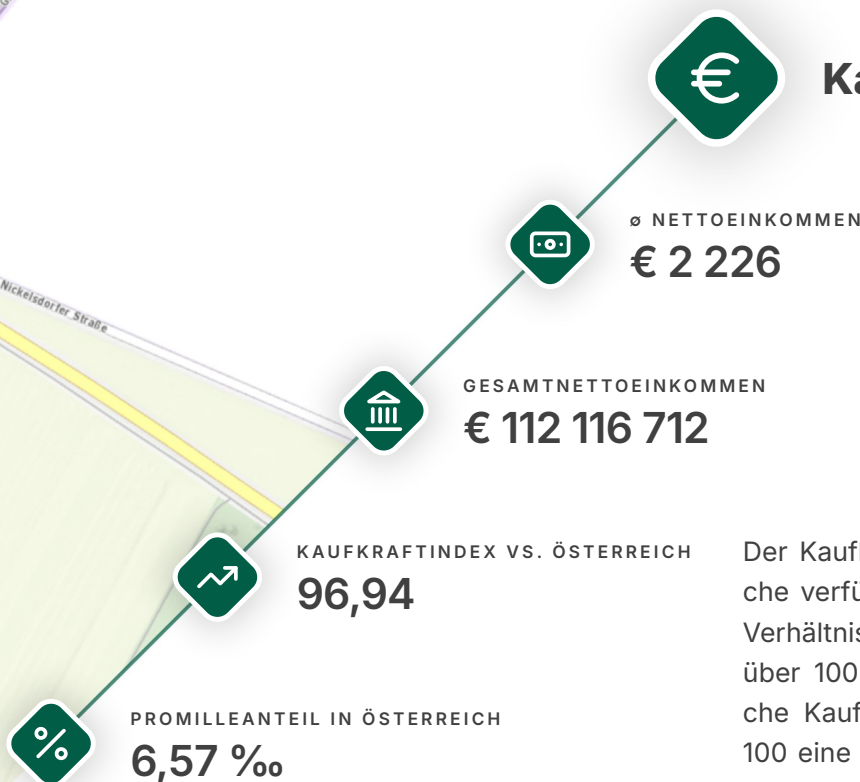 Ka
ø NETTOEINKOMMEN
€ 2 226
Nickelsdorfer Straße
GESAMTNETTOEINKOMMEN
€ 112 116 712
KAUFKRAFTINDEX VS. ÖSTERREICH
96,94
Der Kauf
che verfü
Verhältnis
über 100
che Kauf
100 eine
PROMILLEANTEIL IN ÖSTERREICH
6,57 ‰